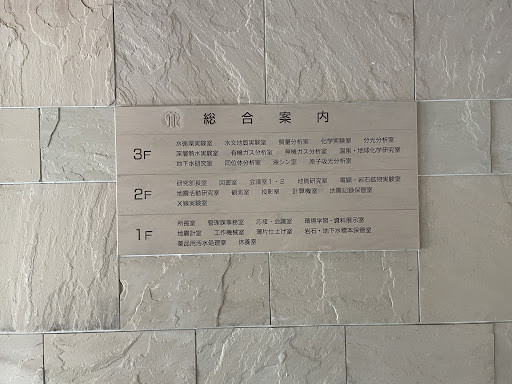 総合案内
3F
水循環実験室 水文地質実験室 質量分析室 化学実験室 分光分析室
深層熱水実験室 有機ガス分析室 無機ガス分析室 温泉・地球化学研究室
地下水研究室 同位体分析室 液シン室 原子吸光分析室
2F
研究部長室 図書室 会議室1・2 地質研究室 電顕・岩石鉱物実験室
地震活動研究室 観測室 投影室 計算機室 地震記録保管室
X線実験室
1F
所長室 管理課事務室 応接・会議室 環境学習・資料展示室
地震計室 工作機械室 薄片仕上げ室 岩石・地下水標本保管室
薬品用汚水処理室 休養室